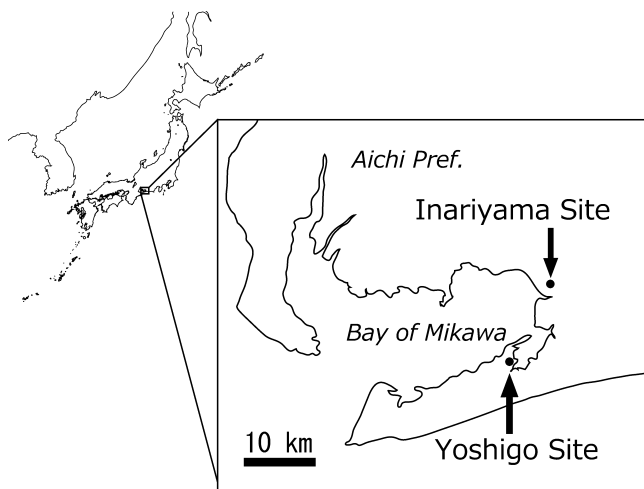 Aichi Pref.
Inariyama Site
Bay of Mikawa
10 km
Yoshigo Site